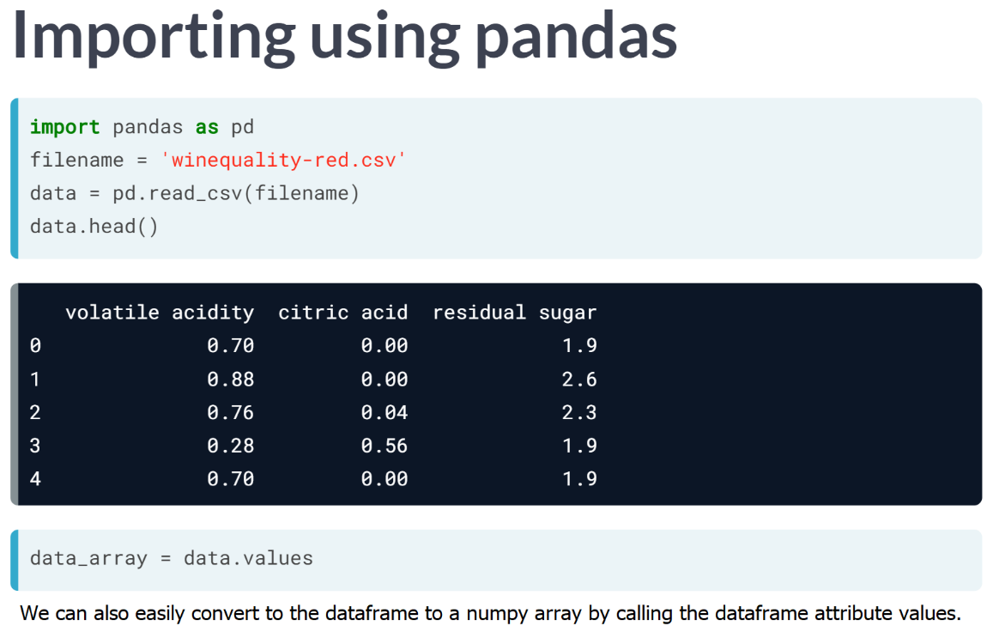 Importing using pandas
import pandas as pd
filename = 'winequality-red.csv'
data = pd.read_csv(filename)
data.head()
volatile acidity  citric acid  residual sugar
0  0.70  0.00  1.9
1  0.88  0.00  2.6
2  0.76  0.04  2.3
3  0.28  0.56  1.9
4  0.70  0.00  1.9
data_array = data.values
We can also easily convert to the dataframe to a numpy array by calling the dataframe attribute values.